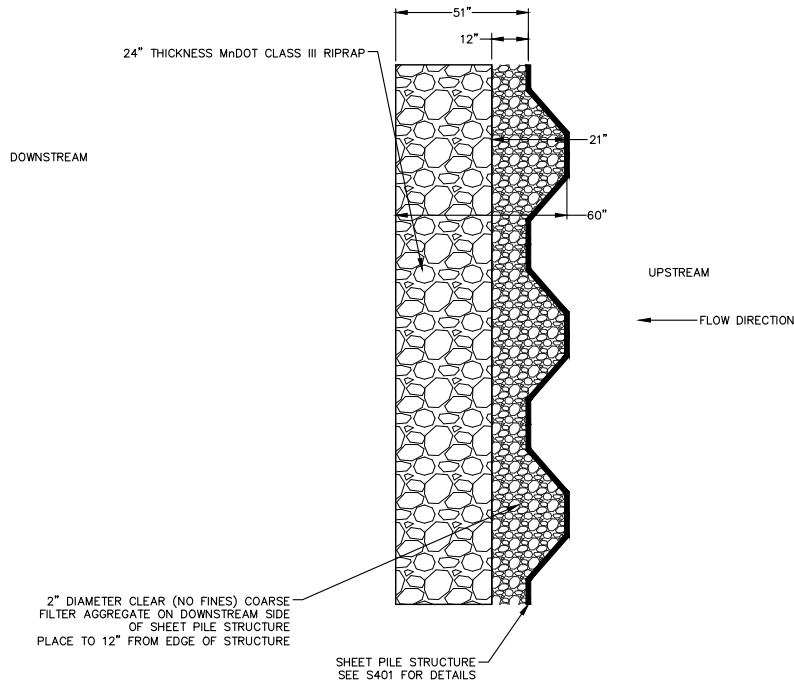 51”
12”
24” THICKNESS MnDOT CLASS III RIPRAP
21”
DOWNSTREAM
60”
UPSTREAM
FLOW DIRECTION
2” DIAMETER CLEAR (NO FINES) COARSE
FILTER AGGREGATE ON DOWNSTREAM SIDE
OF SHEET PILE STRUCTURE
PLACE TO 12” FROM EDGE OF STRUCTURE
SHEET PILE STRUCTURE
SEE S401 FOR DETAILS